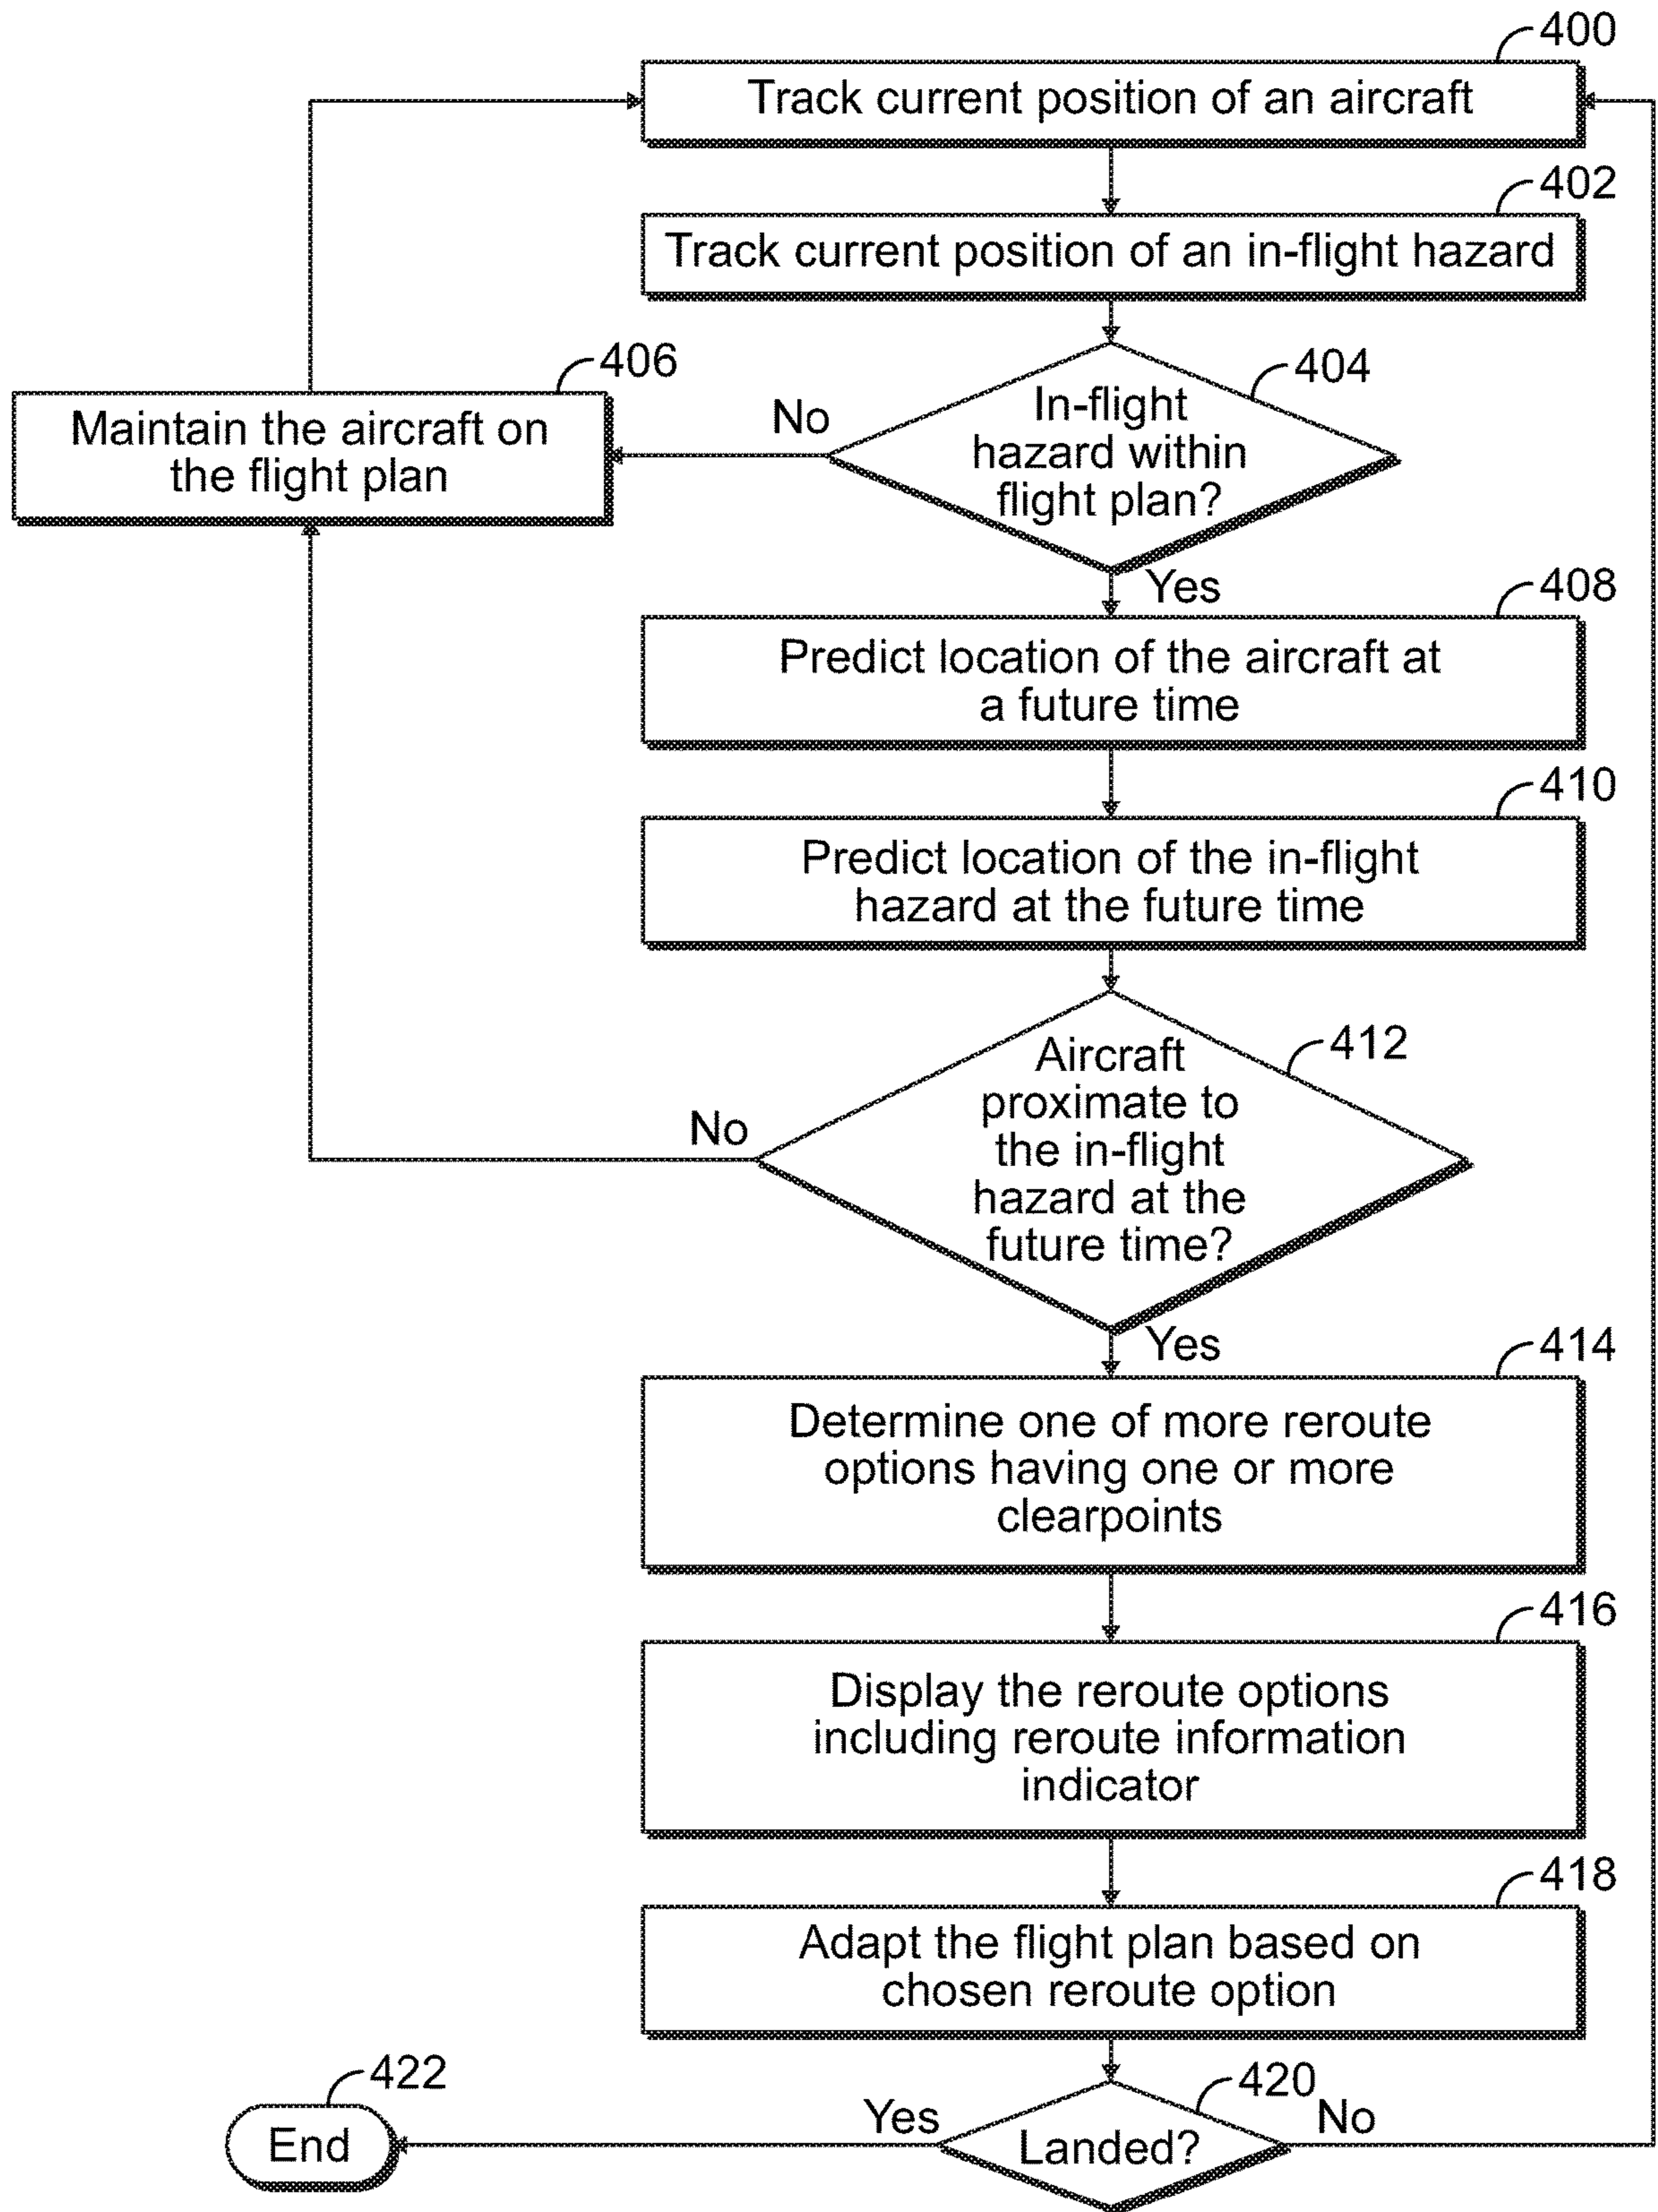 400
Track current position of an aircraft
402
Track current position of an in-flight hazard
404
In-flight
hazard within
flight plan?
No
406
Maintain the aircraft on
the flight plan
Yes
408
Predict location of the aircraft at
a future time
410
Predict location of the in-flight
hazard at the future time
412
Aircraft
proximate to
the in-flight
hazard at the
future time?
No
Yes
414
Determine one of more reroute
options having one or more
clearpoints
416
Display the reroute options
including reroute information
indicator
418
Adapt the flight plan based on
chosen reroute option
420
Landed?
No
Yes
422
End